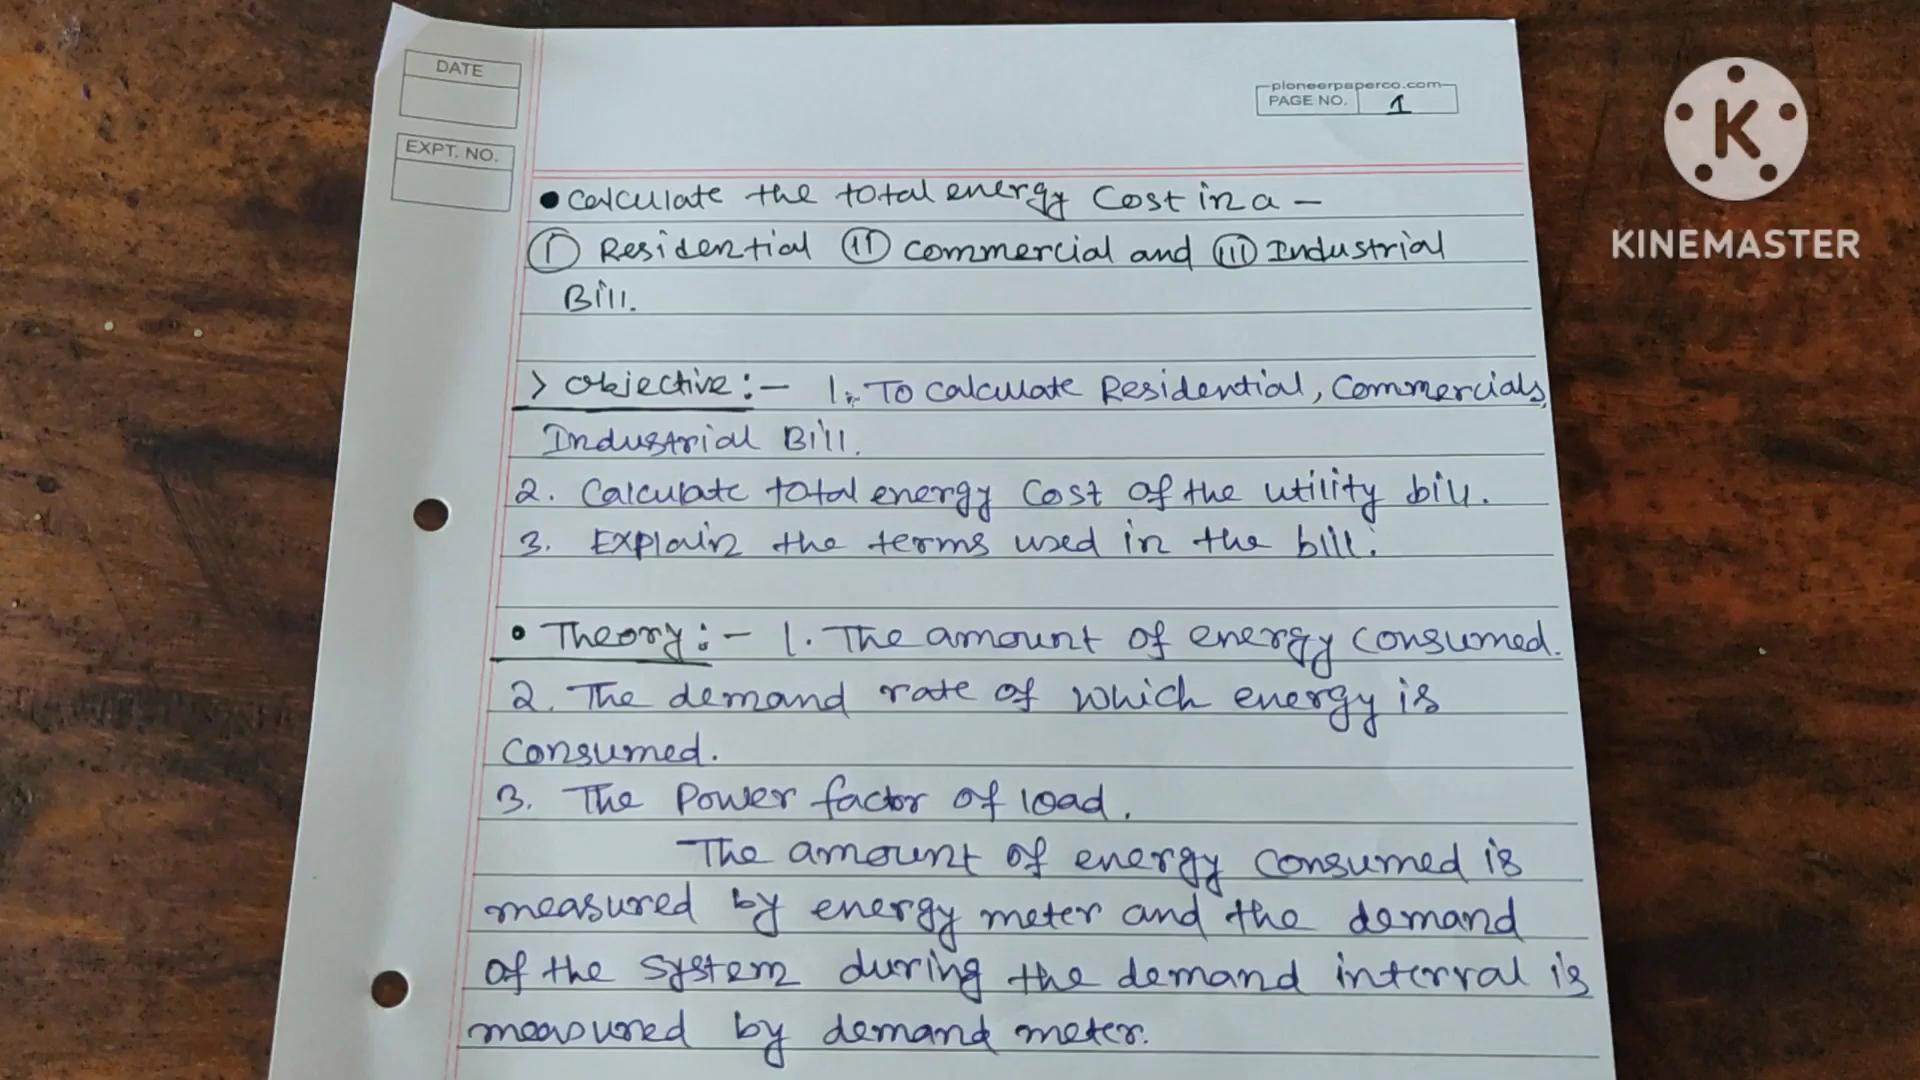 DATE
EXPT. NO.
pioneerpaperco.com
PAGE NO. 1
K
KINEMASTER
• Calculate the total energy Cost in a –
(I) Residential (II) Commercial and (III) Industrial
Bill.
> Objective:– 1. To Calculate Residential, Commercials,
Industrial Bill.
2. Calculate total energy Cost of the utility bill.
3. Explain the terms used in the bill.
• Theory:– 1. The amount of energy consumed.
2. The demand rate of which energy is
consumed.
3. The Power factor of load.
The amount of energy consumed is
measured by energy meter and the demand
of the system during the demand interval is
measured by demand meter.